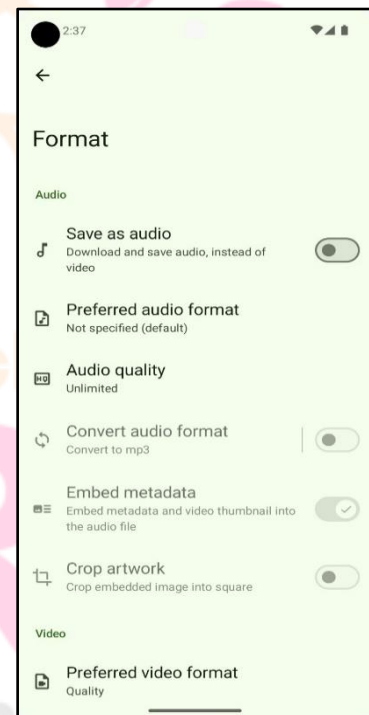 2:37
Format
Audio
Save as audio
Download and save audio, instead of
video
Preferred audio format
Not specified (default)
HQ
Audio quality
Unlimited
Convert audio format
Convert to mp3
Embed metadata
Embed metadata and video thumbnail into
the audio file
Crop artwork
Crop embedded image into square
Video
Preferred video format
Quality